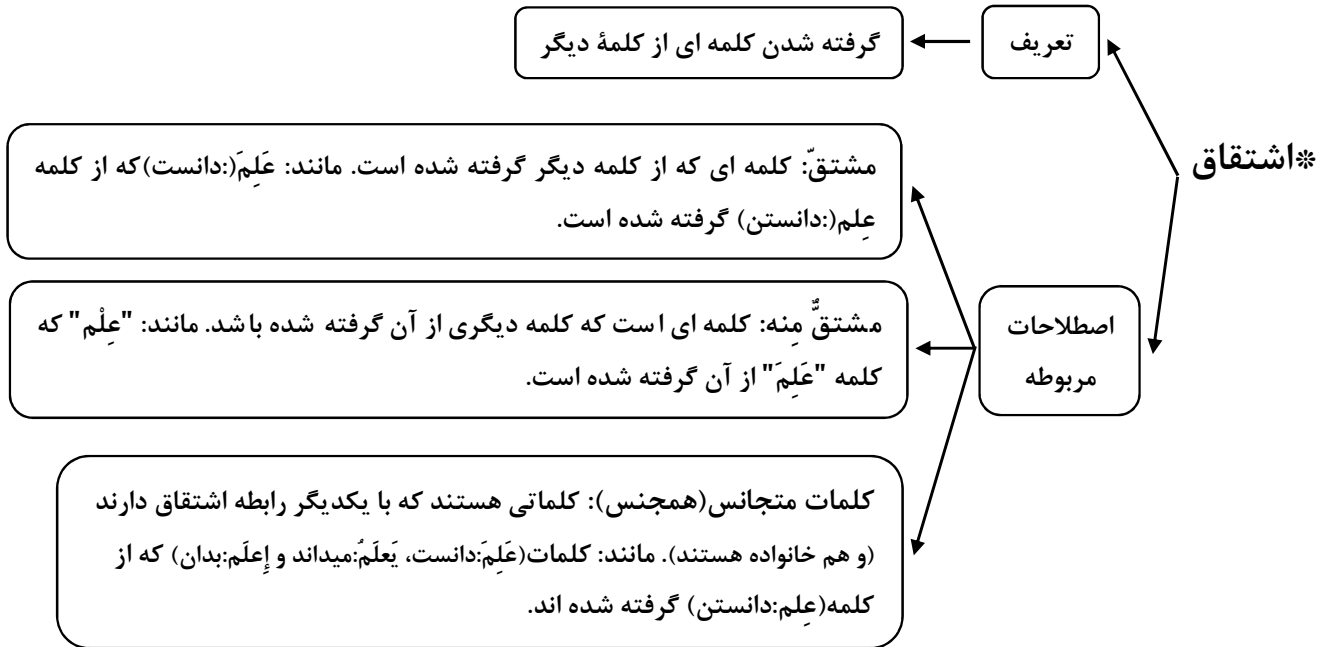 *اشتقاق
تعریف
گرفته شدن کلمه ای از کلمۀ دیگر
اصطلاحات
مربوطه
مشتقّ: کلمه ای که از کلمه دیگر گرفته شده است. مانند: عَلِمَ(:دانست)که از کلمه
عِلم(:دانستن) گرفته شده است.
مشتقٌّ مِنه: کلمه ای است که کلمه دیگری از آن گرفته شده باشد. مانند: "عِلْم" که
کلمه "عَلِمَ" از آن گرفته شده است.
کلمات متجانس(همجنس): کلماتی هستند که با یکدیگر رابطه اشتقاق دارند
(و هم خانواده هستند). مانند: کلمات(عَلِمَ:دانست، یَعلَمُ:میداند و إِعلَم:بدان) که از
کلمه(عِلم:دانستن) گرفته شده اند.